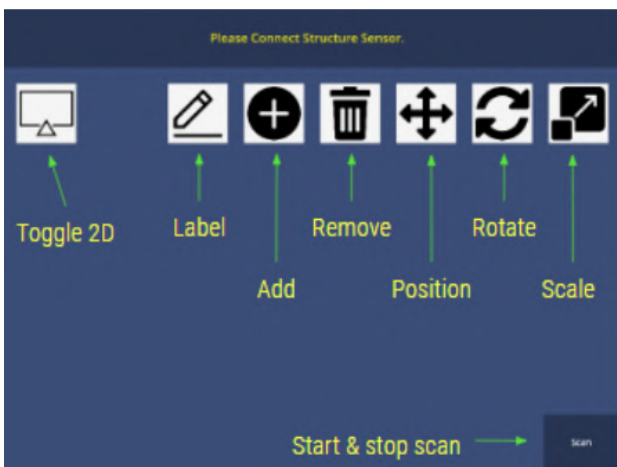 Please Connect Structure Sensor.
Toggle 2D
Label
Remove
Rotate
Add
Position
Scale
Start & stop scan
Scan